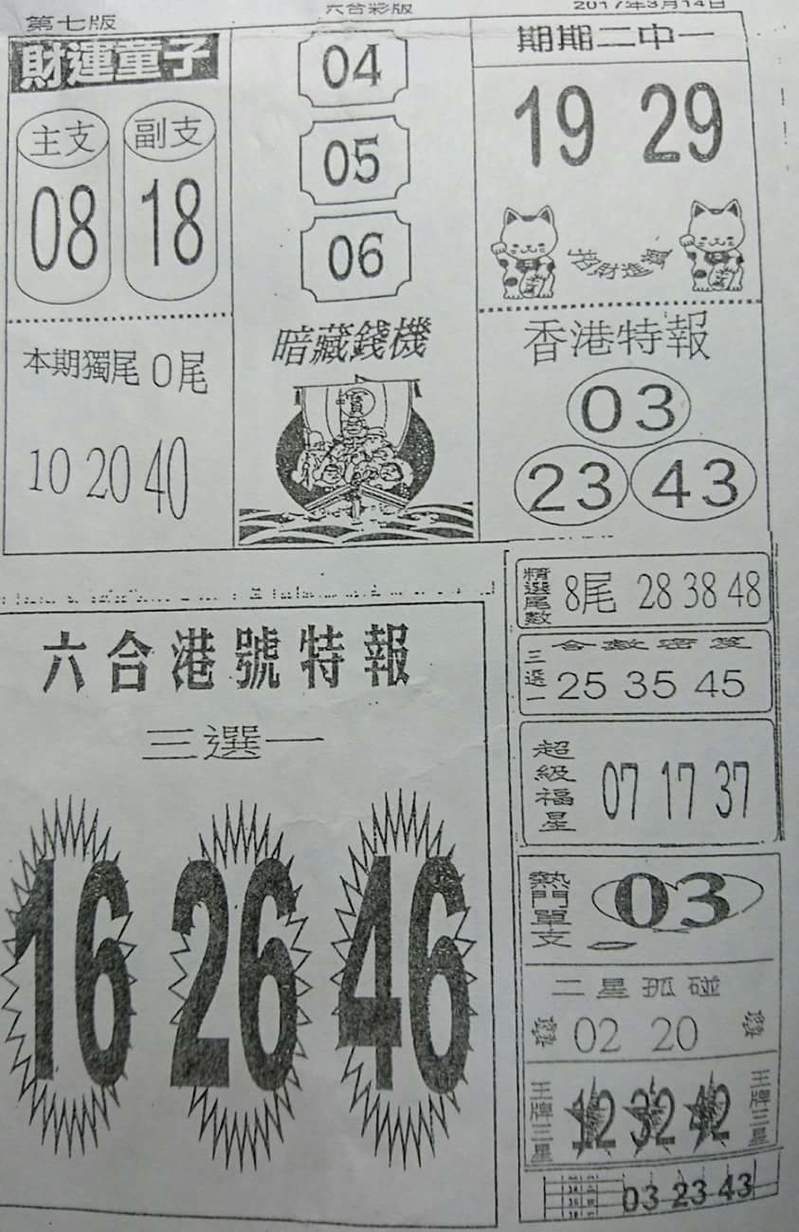 第七版
六合彩版
2017年3月14日
財運童子
主支
副支
08
18
本期獨尾 0尾
10 20 40
04
05
06
暗藏錢機
寶
期期二中一
19 29
招財進寶
香港特報
03
23 43
六合港號特報
三選一
16 26 46
精選尾數
8尾 28 38 48
合數密笈
三選一
25 35 45
超級福星
07 17 37
熱門單支
03
二星孤碰
02 20
王牌三星
12 32 42
王牌三星
03 23 43